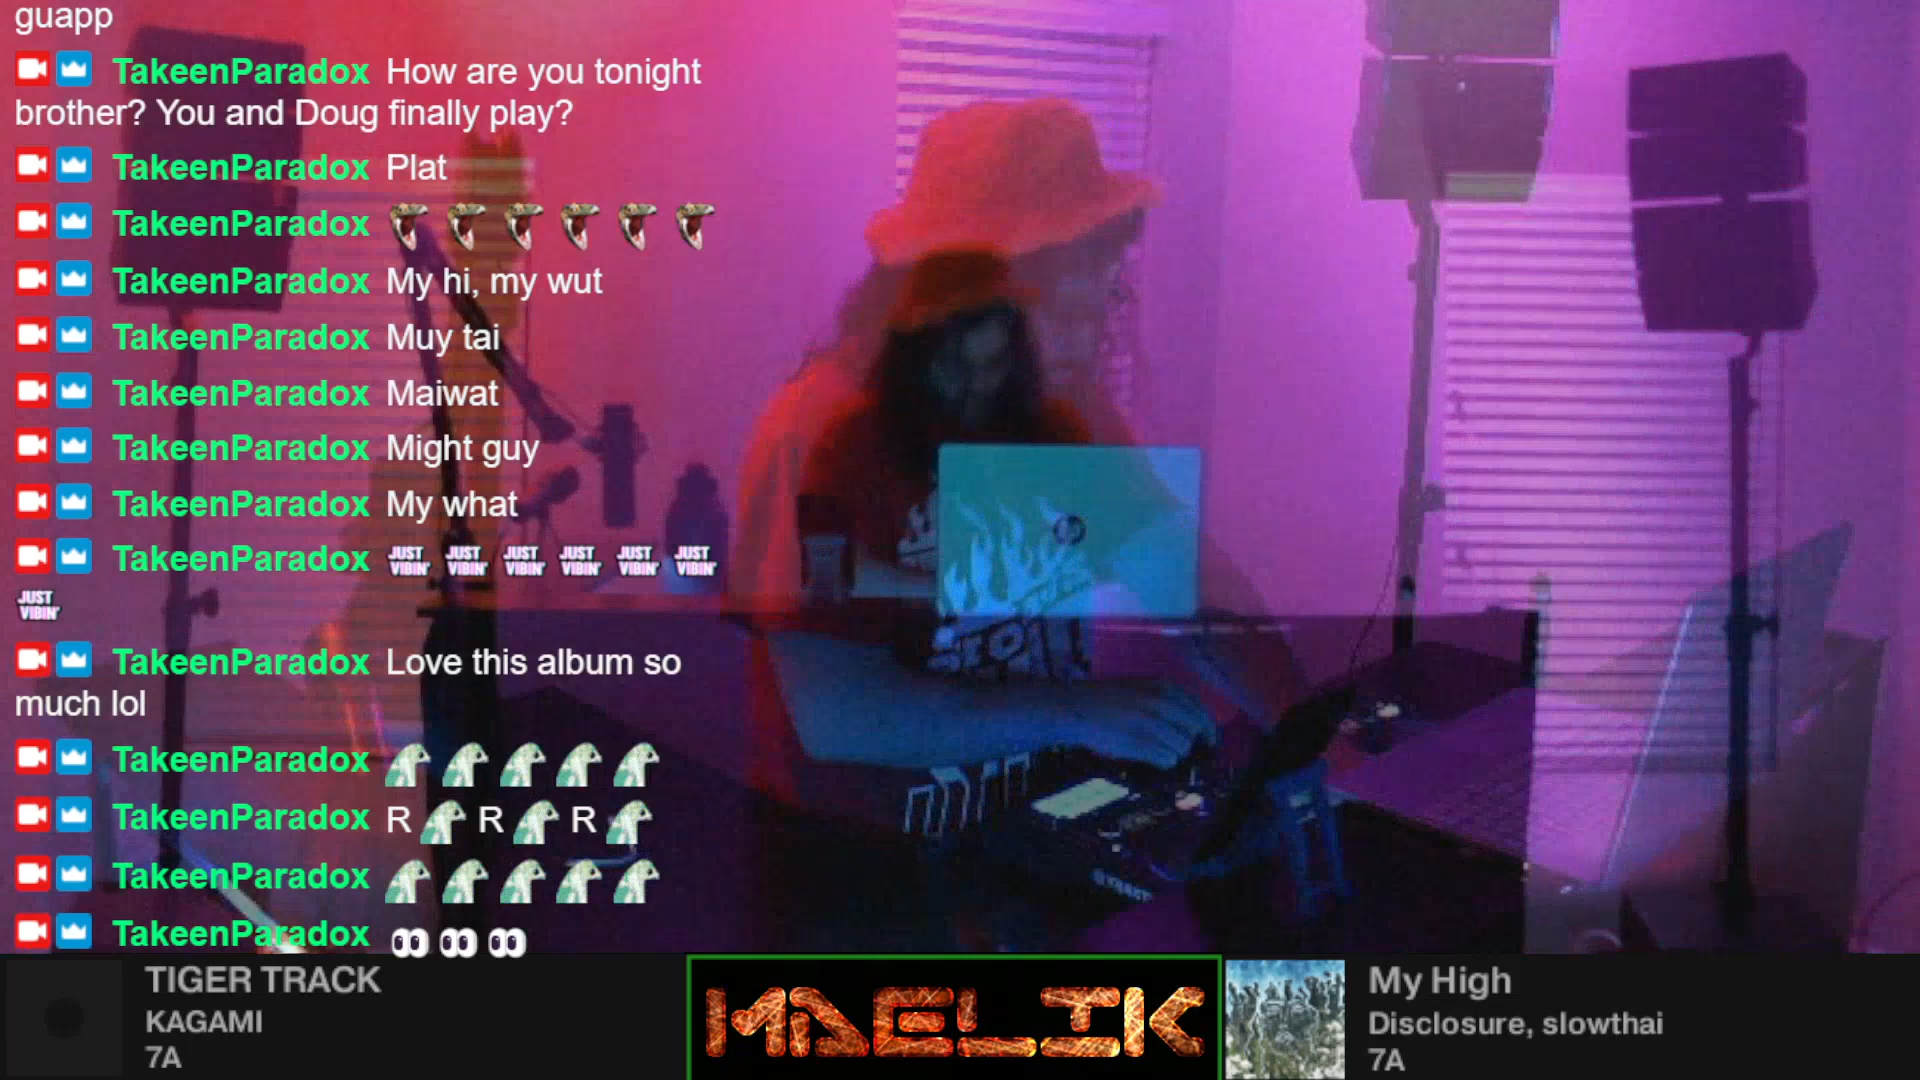 guapp
TakeenParadox How are you tonight
brother? You and Doug finally play?
TakeenParadox Plat
TakeenParadox
TakeenParadox My hi, my wut
TakeenParadox Muy tai
TakeenParadox Maiwat
TakeenParadox Might guy
TakeenParadox My what
TakeenParadox JUST VIBIN' JUST VIBIN' JUST VIBIN' JUST VIBIN' JUST VIBIN' JUST VIBIN'
JUST VIBIN'
TakeenParadox Love this album so
much lol
TakeenParadox
TakeenParadox R R R
TakeenParadox
TakeenParadox
TIGER TRACK
KAGAMI
7A
MAELIK
My High
Disclosure, slowthai
7A